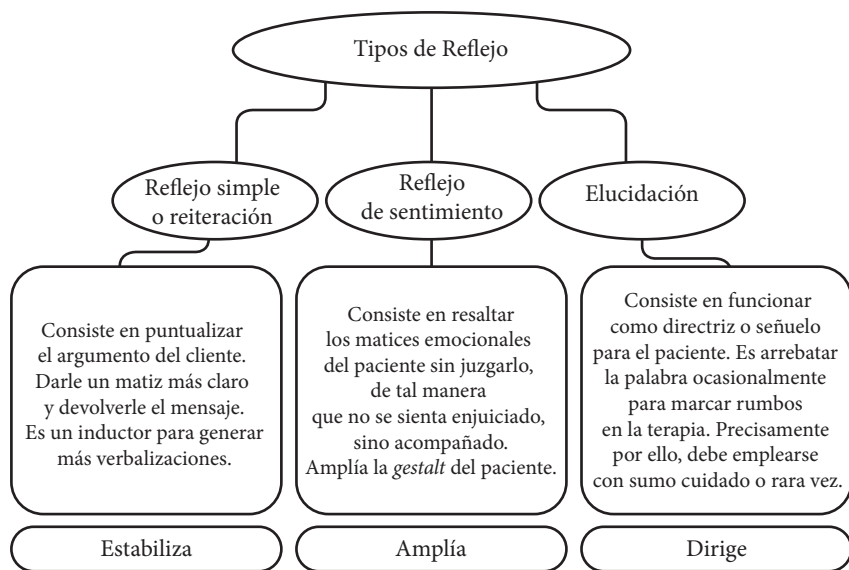 Tipos de Reflejo
Reflejo simple
o reiteración
Reflejo
de sentimiento
Elucidación
Consiste en puntualizar
el argumento del cliente.
Darle un matiz más claro
y devolverle el mensaje.
Es un inductor para generar
más verbalizaciones.
Consiste en resaltar
los matices emocionales
del paciente sin juzgarlo,
de tal manera
que no se sienta enjuiciado,
sino acompañado.
Amplía la gestalt del paciente.
Consiste en funcionar
como directriz o señuelo
para el paciente. Es arrebatar
la palabra ocasionalmente
para marcar rumbos
en la terapia. Precisamente
por ello, debe emplearse
con sumo cuidado o rara vez.
Estabiliza
Amplía
Dirige